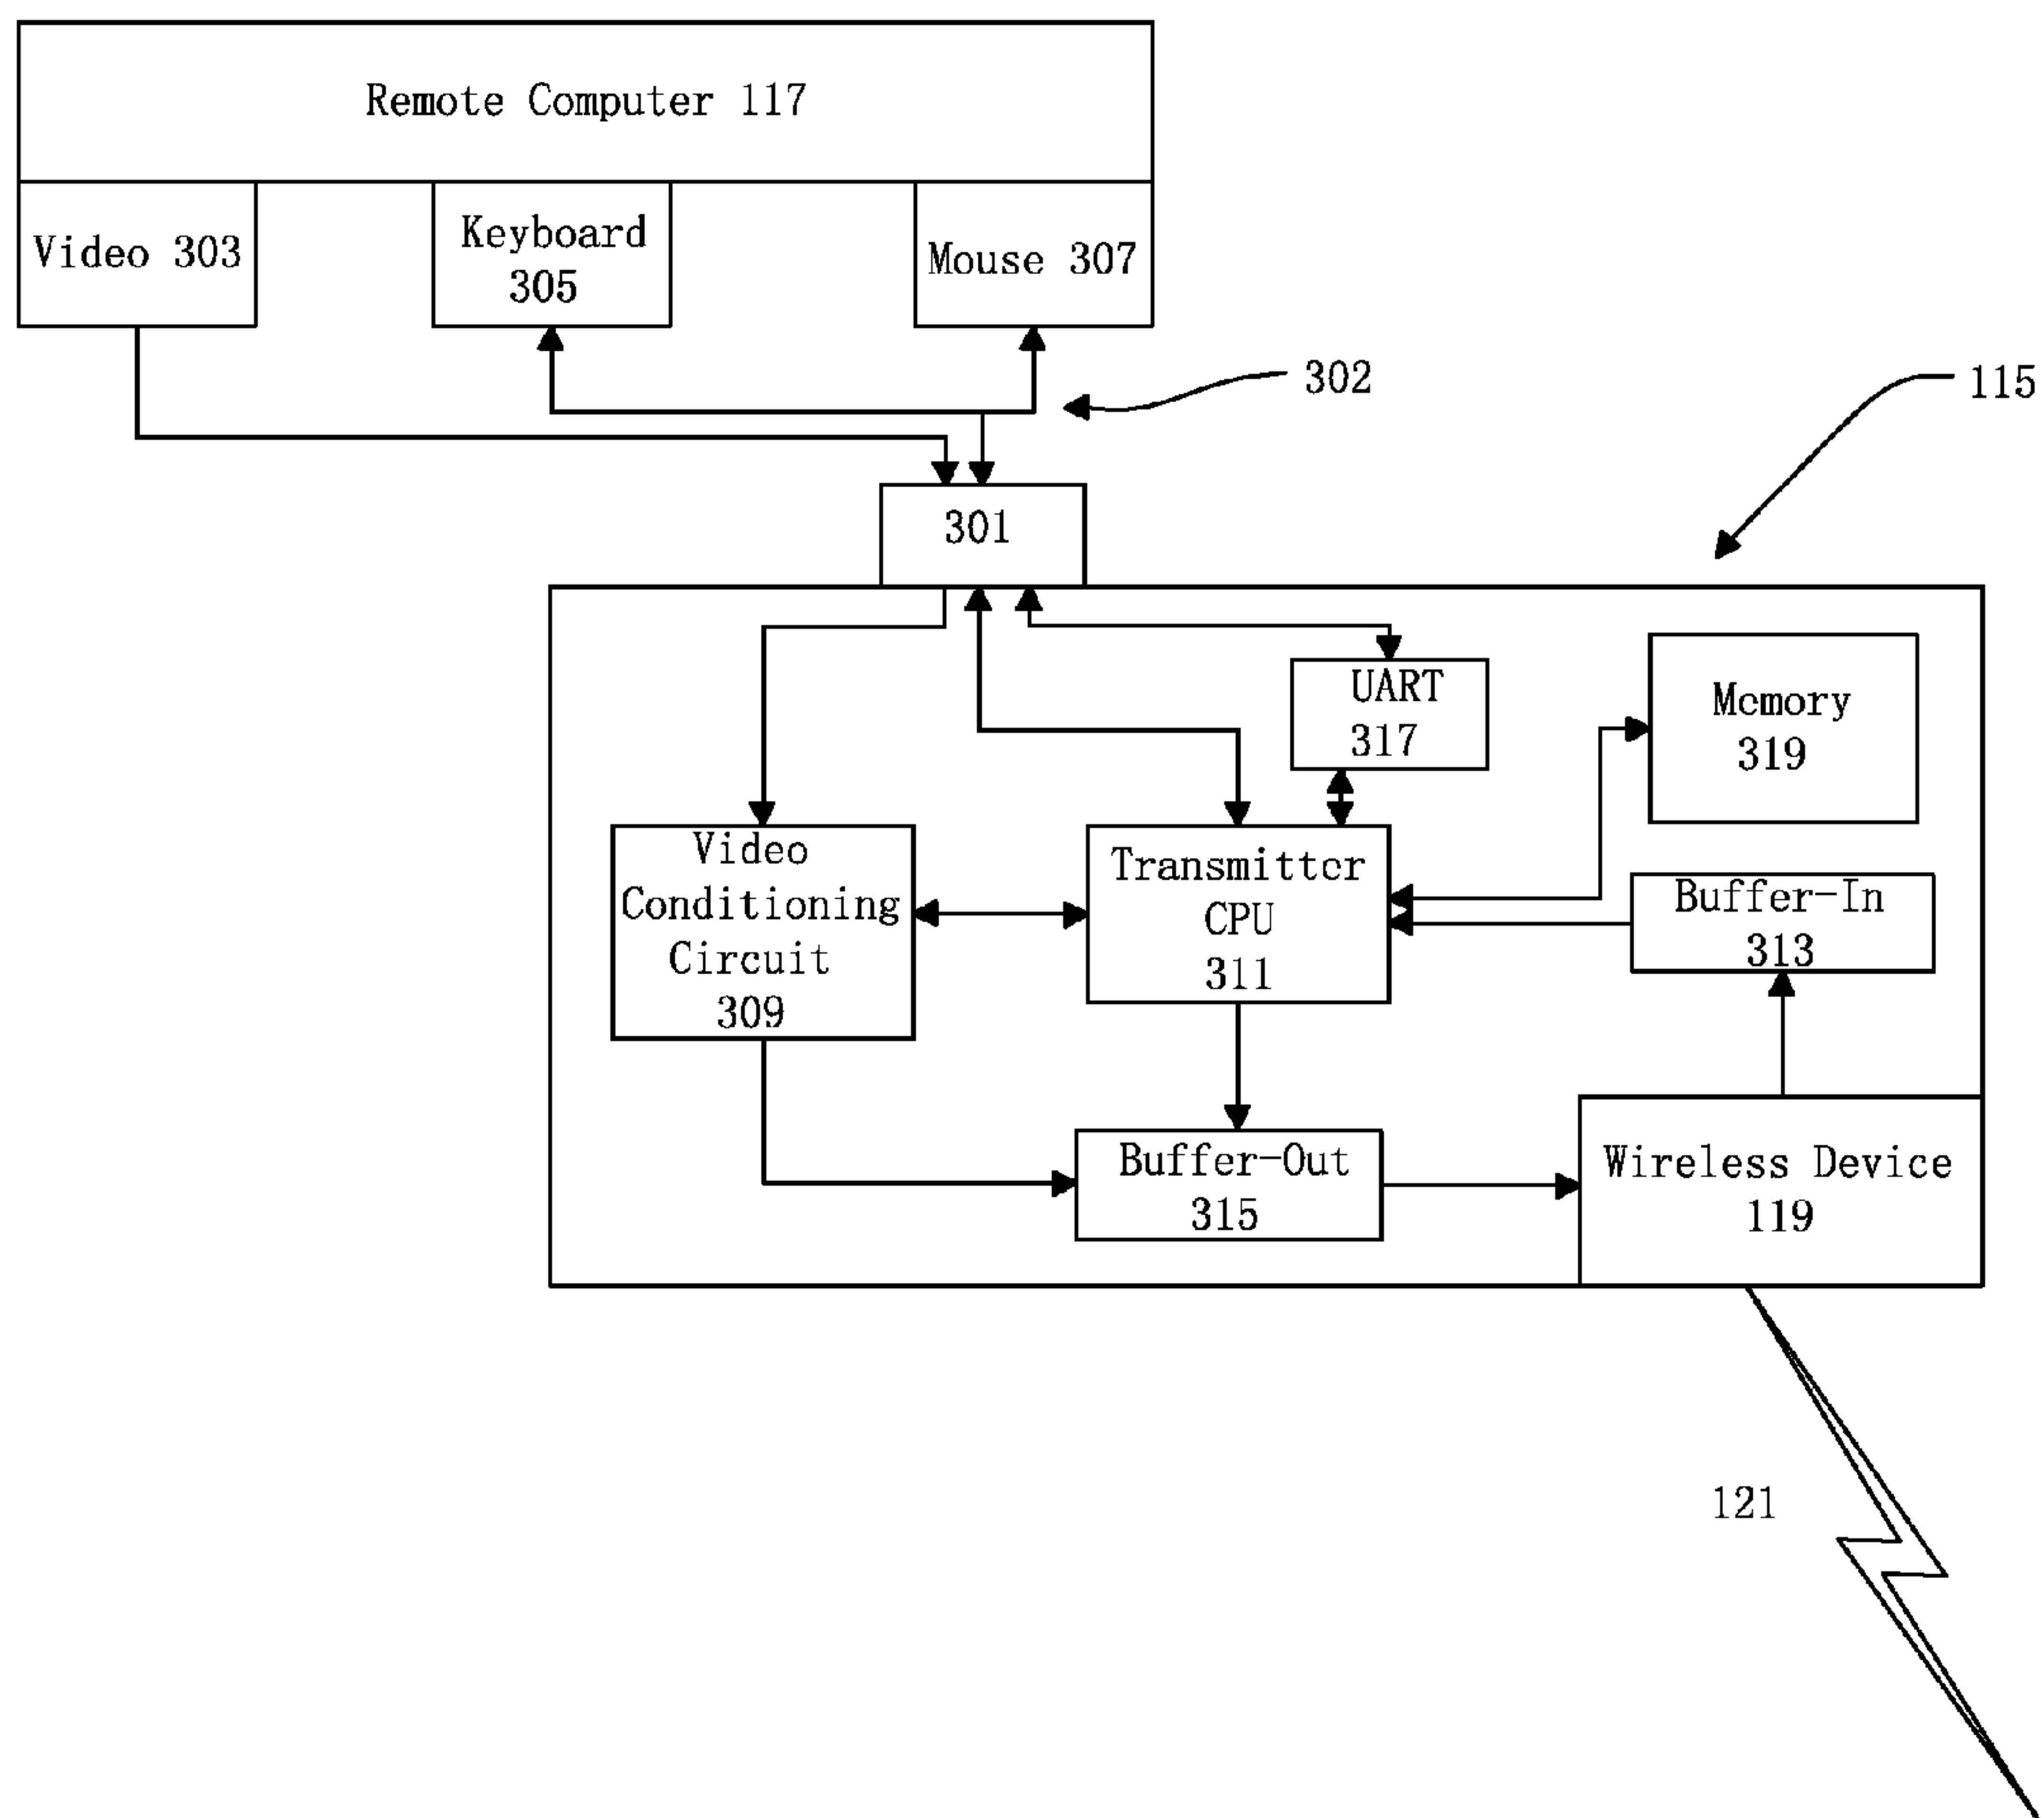 Remote Computer 117
Video 303
Keyboard
305
Mouse 307
302
115
301
UART
317
Memory
319
Video
Conditioning
Circuit
309
Transmitter
CPU
311
Buffer-In
313
Buffer-Out
315
Wireless Device
119
121